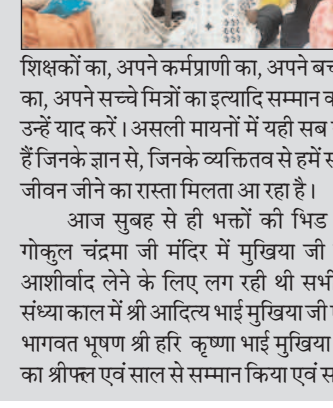 शिक्षकों का, अपने कर्मप्राणी का, अपने
का, अपने सच्चे मित्रों का इत्यादि सम्मान
उन्हें याद करें। असली मायनों में यही सब
हैं जिनके ज्ञान से, जिनके व्यक्तितव से हमें
जीवन जीने का रास्ता मिलता आ रहा है।
आज सुबह से ही भक्तों की भिड
गोकुल चंद्रमा जी मंदिर में मुखिया जी
आशीर्वाद लेने के लिए लग रही थी सभी
संध्या काल में श्री आदित्य भाई मुखिया जी
भागवत भूषण श्री हरि कृष्णा भाई मुखिया
का श्रीफल एवं साल से सम्मान किया एवं